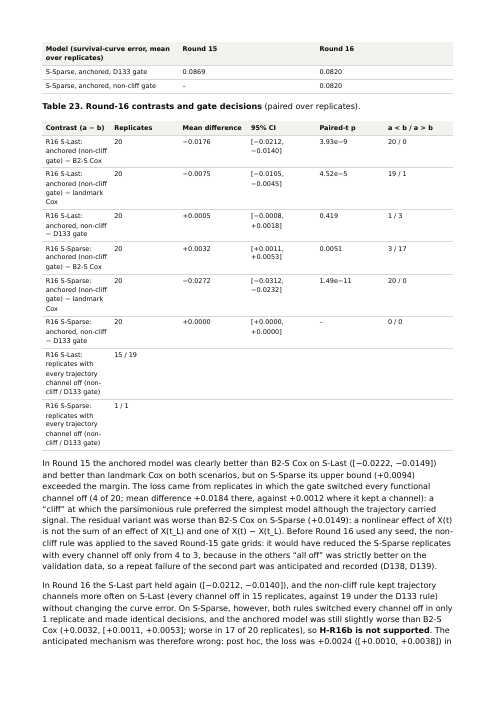 Model (survival-curve error, mean Round 15 Round 16
over replicates)
S-Sparse, anchored, D133 gate 0.0869 0.0820
S-Sparse, anchored, non-cliff gate – 0.0820
Table 23. Round-16 contrasts and gate decisions (paired over replicates).
Contrast (a − b) Replicates Mean difference 95% CI Paired-t p a < b / a > b
R16 S-Last: 20 −0.0176 [−0.0212, 3.93e−9 20 / 0
anchored (non-cliff −0.0140]
gate) − B2-S Cox
R16 S-Last: 20 −0.0075 [−0.0105, 4.52e−5 19 / 1
anchored (non-cliff −0.0045]
gate) − landmark
Cox
R16 S-Last: 20 +0.0005 [−0.0008, 0.419 1 / 3
anchored, non-cliff +0.0018]
− D133 gate
R16 S-Sparse: 20 +0.0032 [+0.0011, 0.0051 3 / 17
anchored (non-cliff +0.0053]
gate) − B2-S Cox
R16 S-Sparse: 20 −0.0272 [−0.0312, 1.49e−11 20 / 0
anchored (non-cliff −0.0232]
gate) − landmark
Cox
R16 S-Sparse: 20 +0.0000 [+0.0000, – 0 / 0
anchored, non-cliff +0.0000]
− D133 gate
R16 S-Last: 15 / 19
replicates with
every trajectory
channel off (non-
cliff / D133 gate)
R16 S-Sparse: 1 / 1
replicates with
every trajectory
channel off (non-
cliff / D133 gate)
In Round 15 the anchored model was clearly better than B2-S Cox on S-Last ([−0.0222, −0.0149])
and better than landmark Cox on both scenarios, but on S-Sparse its upper bound (+0.0094)
exceeded the margin. The loss came from replicates in which the gate switched every functional
channel off (4 of 20; mean difference +0.0184 there, against +0.0012 where it kept a channel): a
“cliff” at which the parsimonious rule preferred the simplest model although the trajectory carried
signal. The residual variant was worse than B2-S Cox on S-Sparse (+0.0149): a nonlinear effect of X(t)
is not the sum of an effect of X(t_L) and one of X(t) − X(t_L). Before Round 16 used any seed, the non-
cliff rule was applied to the saved Round-15 gate grids: it would have reduced the S-Sparse replicates
with every channel off only from 4 to 3, because in the others “all off” was strictly better on the
validation data, so a repeat failure of the second part was anticipated and recorded (D138, D139).
In Round 16 the S-Last part held again ([−0.0212, −0.0140]), and the non-cliff rule kept trajectory
channels more often on S-Last (every channel off in 15 replicates, against 19 under the D133 rule)
without changing the curve error. On S-Sparse, however, both rules switched every channel off in only
1 replicate and made identical decisions, and the anchored model was still slightly worse than B2-S
Cox (+0.0032, [+0.0011, +0.0053]; worse in 17 of 20 replicates), so H-R16b is not supported. The
anticipated mechanism was therefore wrong: post hoc, the loss was +0.0024 ([+0.0010, +0.0038]) in